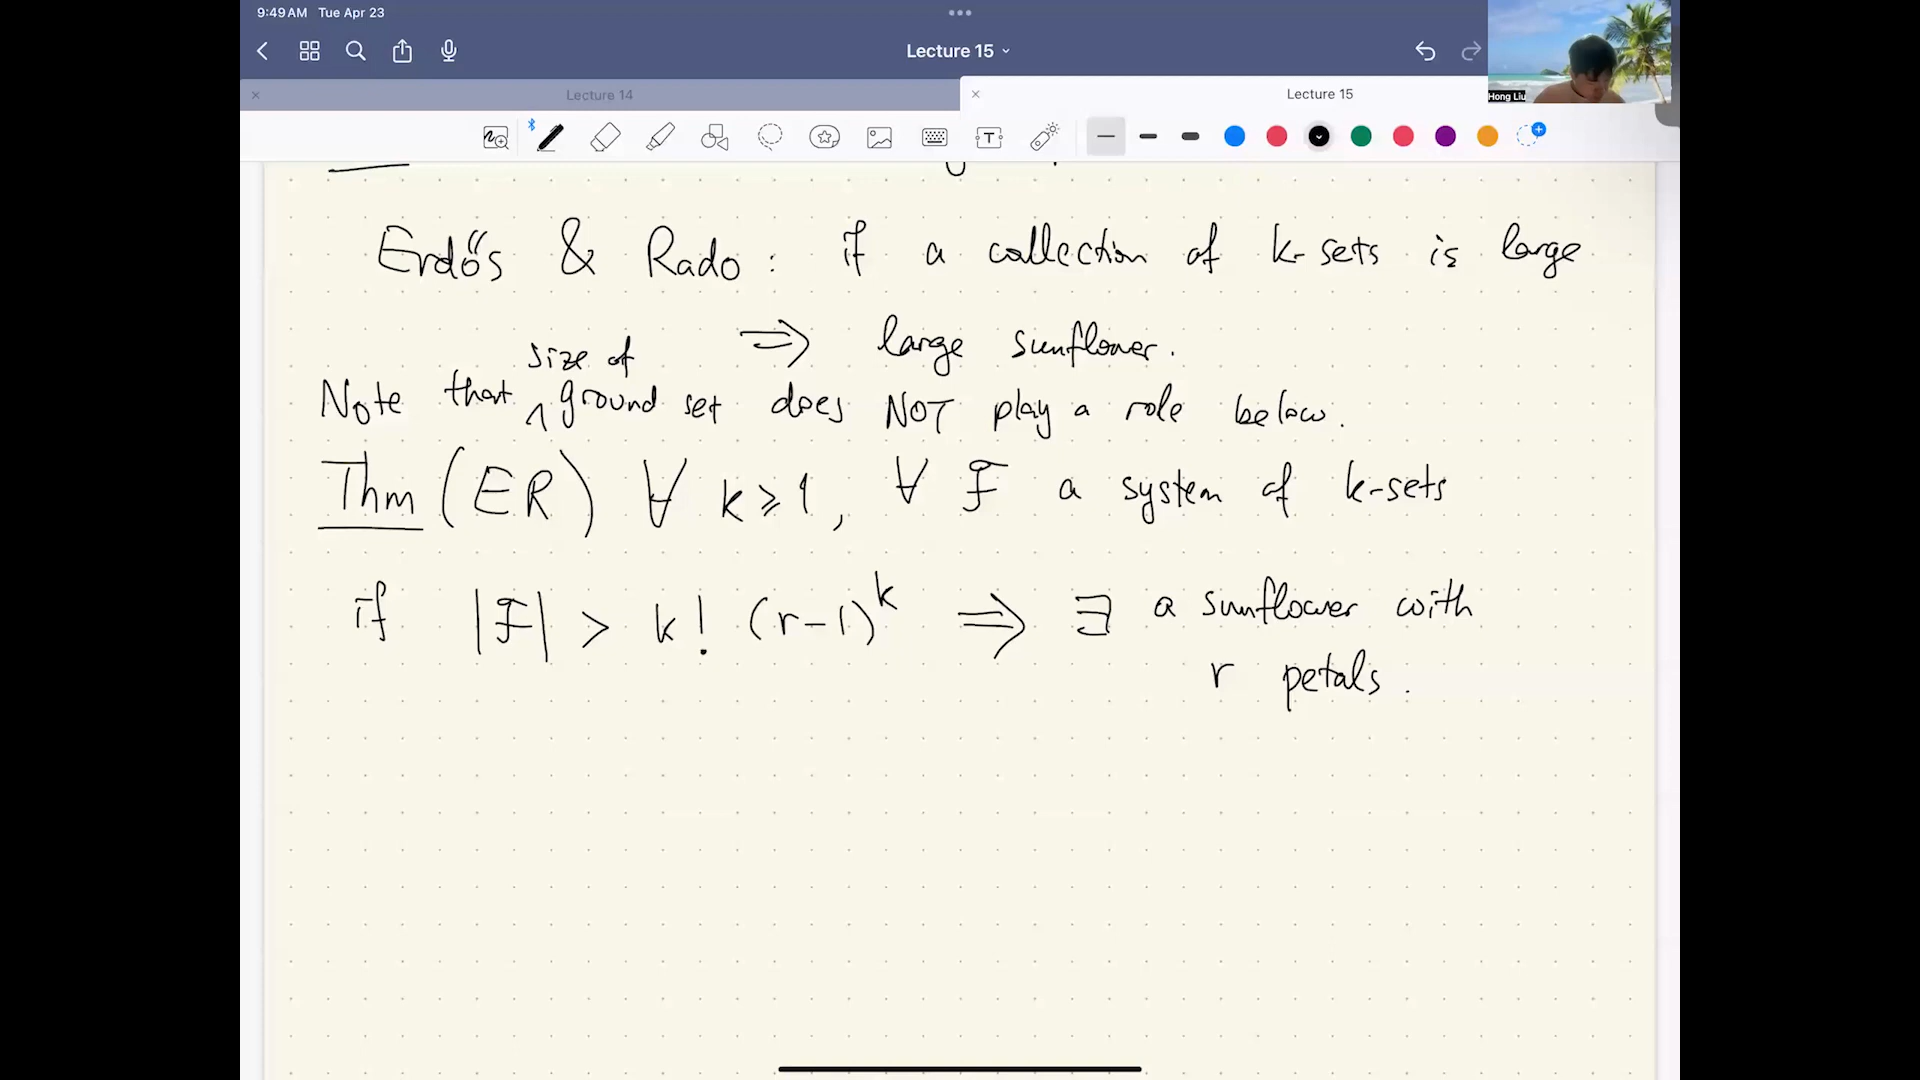 9:49AM Tue Apr 23
Lecture 15
Lecture 14
Lecture 15
Hong Liu
Erdős & Rado : if a collection of k-sets is large
⇒ large sunflower.
size of
Note that ∧ ground set does NOT play a role below.
Thm (ER) ∀ k ≥ 1, ∀ ℱ a system of k-sets
if |ℱ| > k! (r-1)^k ⇒ ∃ a sunflower with
r petals.